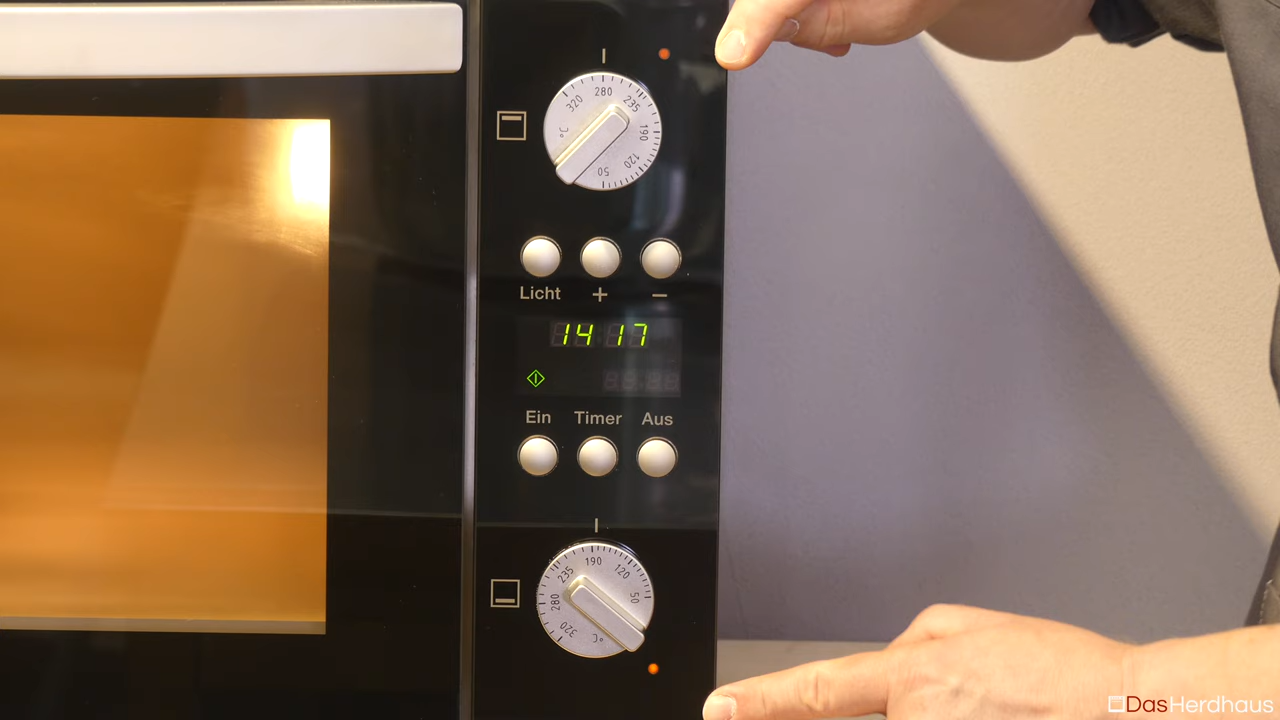 320 280 235 190 120 50 °C
Licht + −
14 17
Ein Timer Aus
320 280 235 190 120 50 °C
DasHerdhaus